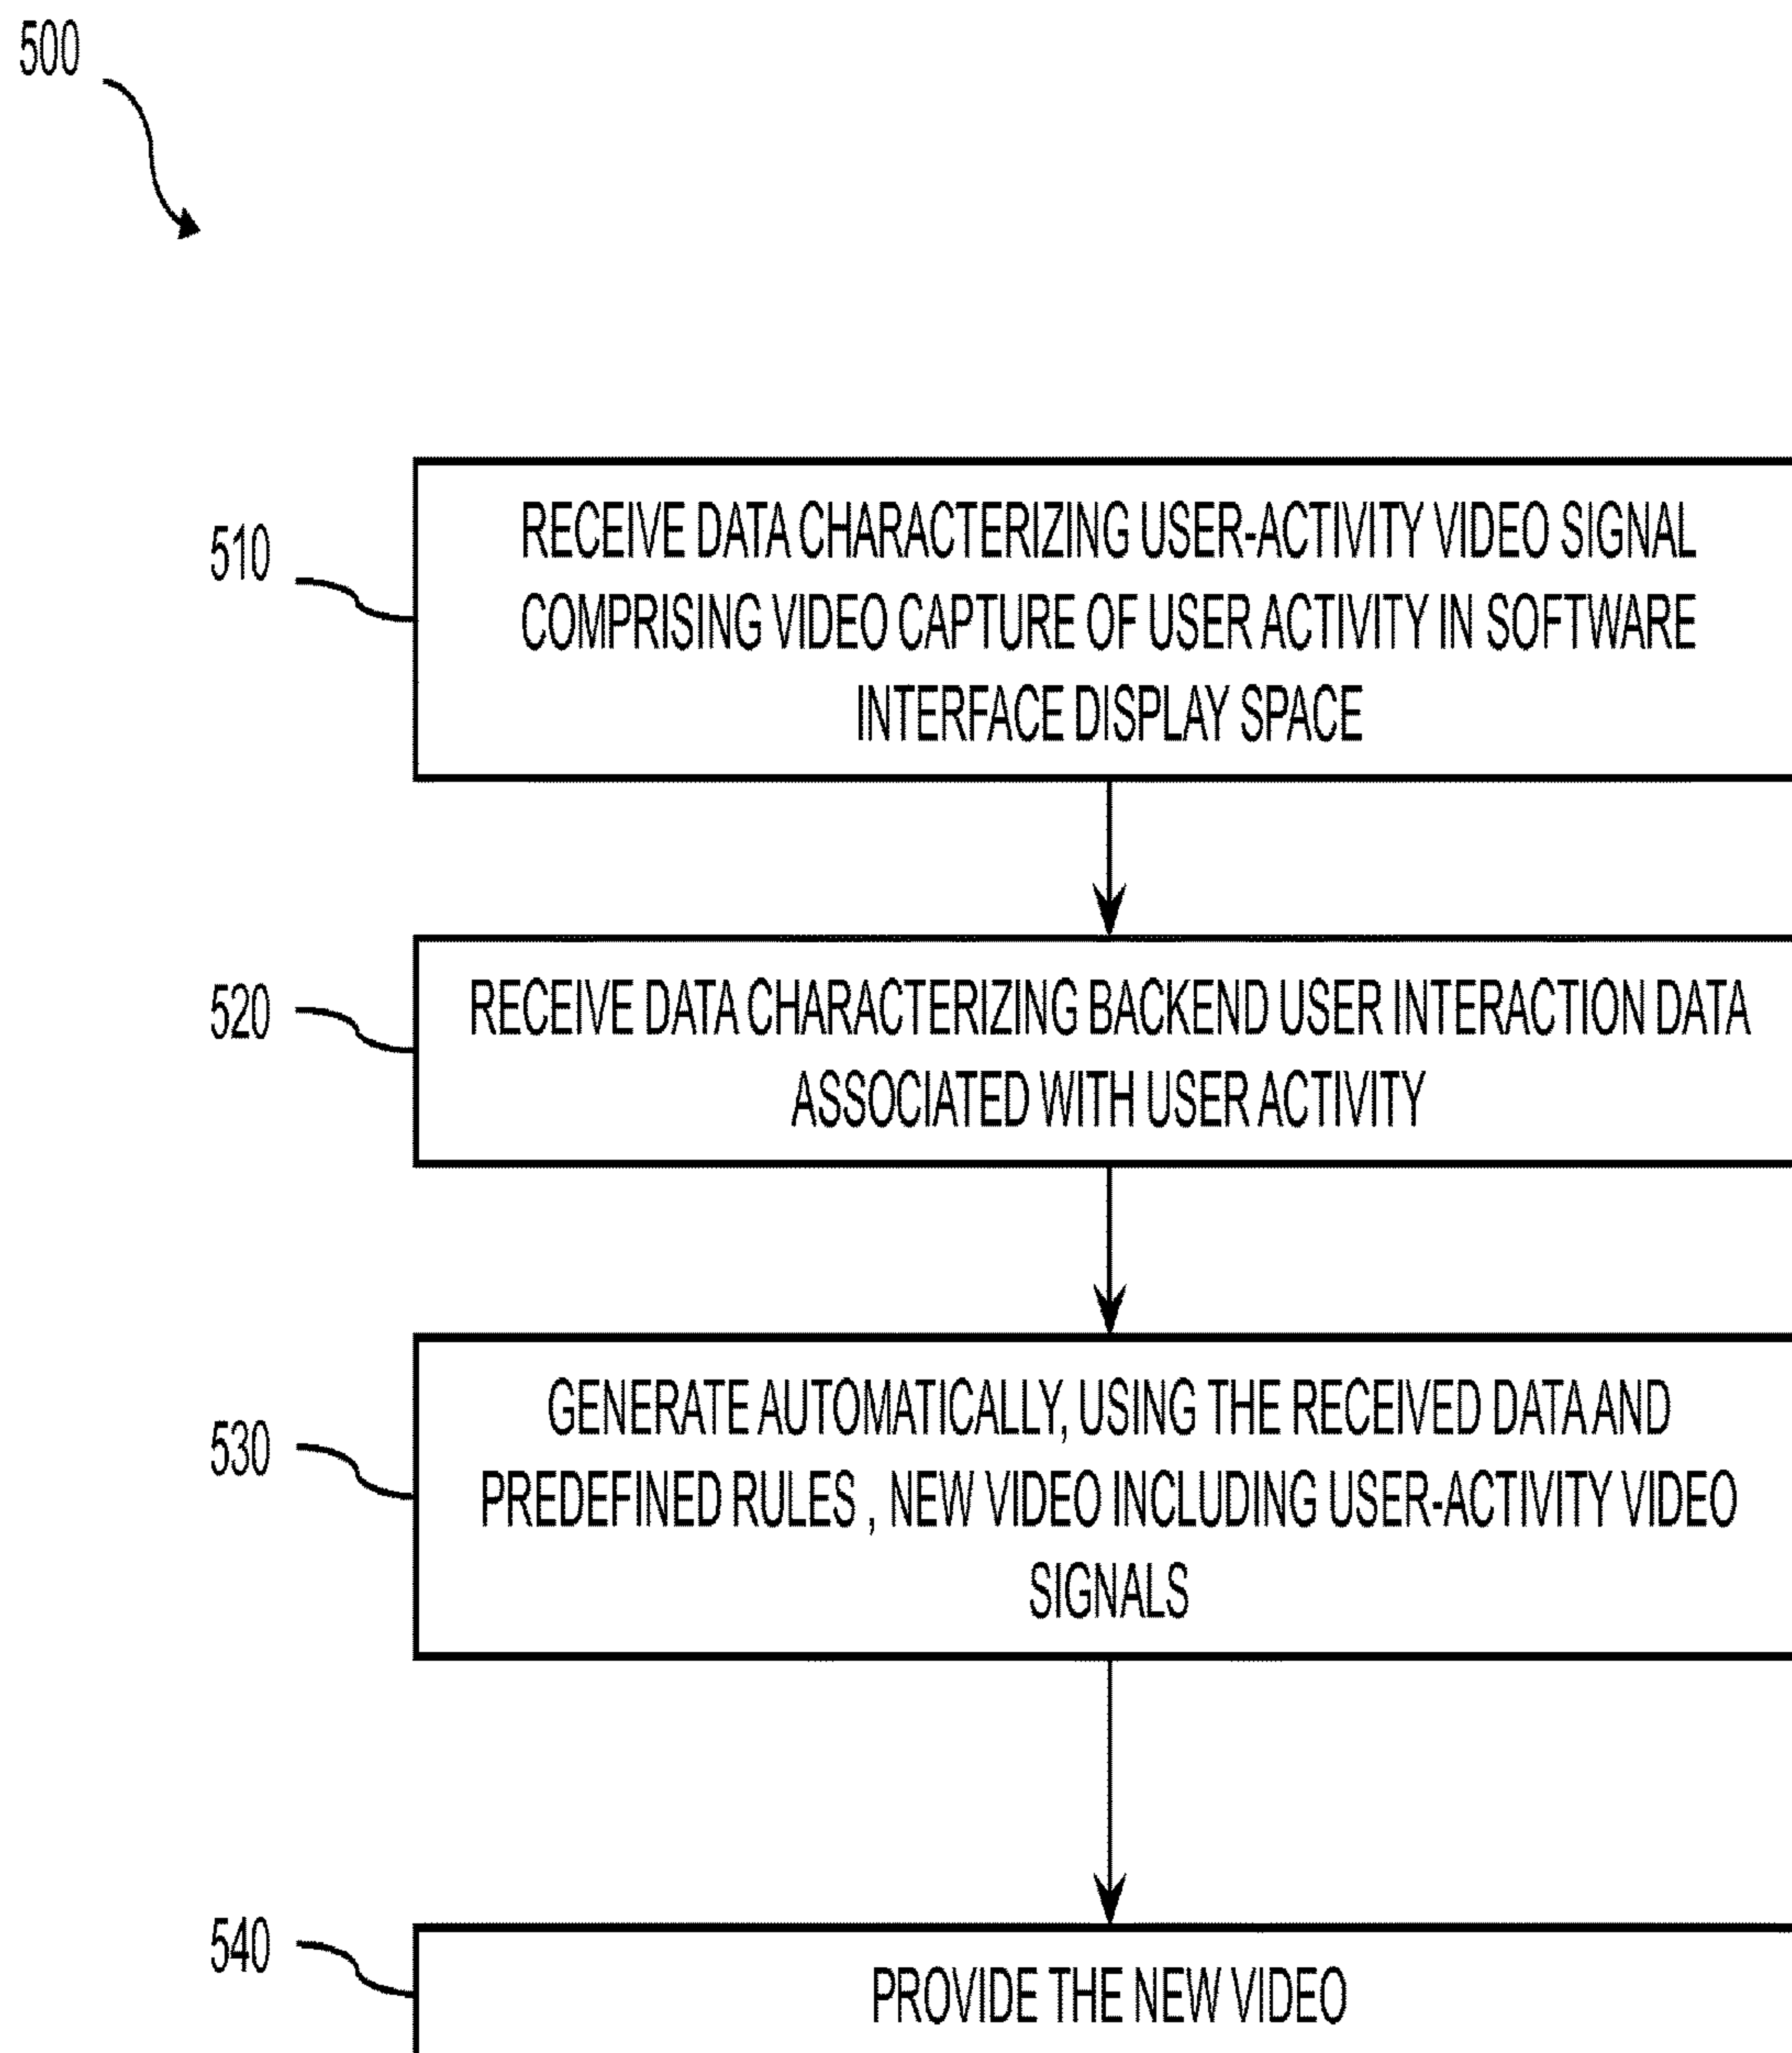 500
510
RECEIVE DATA CHARACTERIZING USER-ACTIVITY VIDEO SIGNAL
COMPRISING VIDEO CAPTURE OF USER ACTIVITY IN SOFTWARE
INTERFACE DISPLAY SPACE
520
RECEIVE DATA CHARACTERIZING BACKEND USER INTERACTION DATA
ASSOCIATED WITH USER ACTIVITY
530
GENERATE AUTOMATICALLY, USING THE RECEIVED DATA AND
PREDEFINED RULES , NEW VIDEO INCLUDING USER-ACTIVITY VIDEO
SIGNALS
540
PROVIDE THE NEW VIDEO